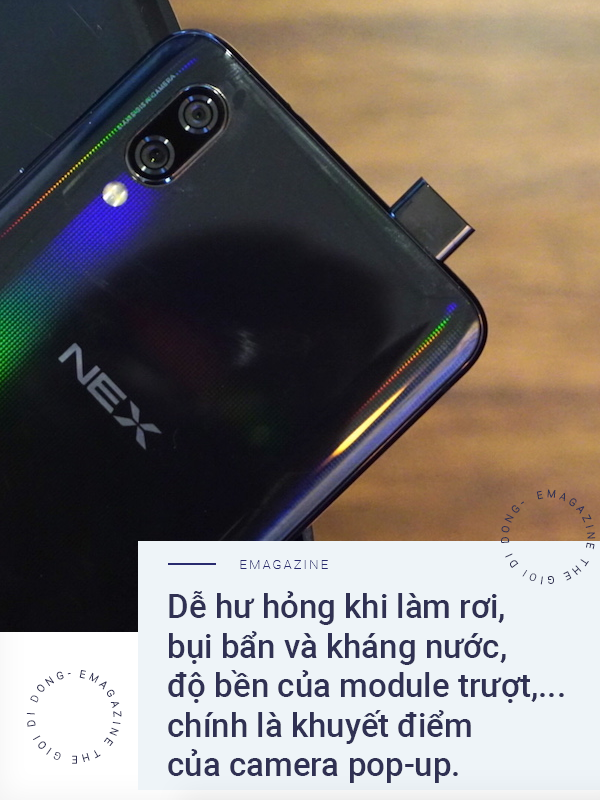 NEX
EMAGAZINE
Dễ hư hỏng khi làm rơi,
bụi bẩn và kháng nước,
độ bền của module trượt,...
chính là khuyết điểm
của camera pop-up.
EMAGAZINE THE GIOI DI DONG-
EMAGAZINE THE GIOI DI DONG-